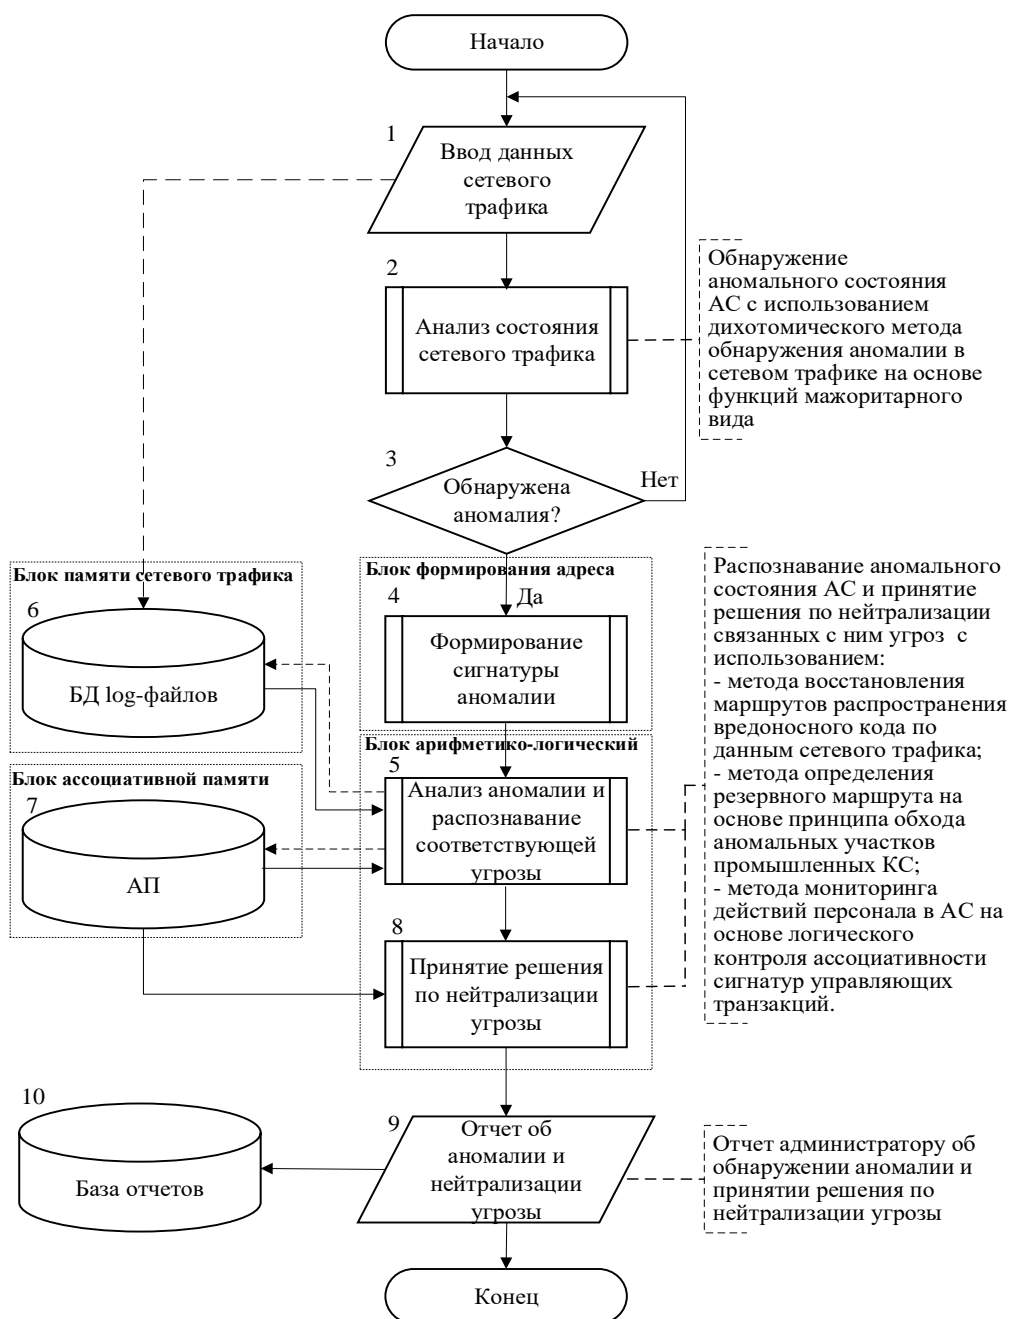 Начало
1
Ввод данных
сетевого
трафика
2
Анализ состояния
сетевого трафика
Обнаружение
аномального состояния
АС с использованием
дихотомического метода
обнаружения аномалии в
сетевом трафике на основе
функций мажоритарного
вида
3
Обнаружена
аномалия?
Нет
Да
Блок памяти сетевого трафика
6
БД log-файлов
Блок формирования адреса
4
Формирование
сигнатуры
аномалии
Блок ассоциативной памяти
7
АП
Блок арифметико-логический
5
Анализ аномалии и
распознавание
соответствующей
угрозы
8
Принятие решения
по нейтрализации
угрозы
Распознавание аномального
состояния АС и принятие
решения по нейтрализации
связанных с ним угроз с
использованием:
- метода восстановления
маршрутов распространения
вредоносного кода по
данным сетевого трафика;
- метода определения
резервного маршрута на
основе принципа обхода
аномальных участков
промышленных КС;
- метода мониторинга
действий персонала в АС на
основе логического
контроля ассоциативности
сигнатур управляющих
транзакций.
10
База отчетов
9
Отчет об
аномалии и
нейтрализации
угрозы
Отчет администратору об
обнаружении аномалии и
принятии решения по
нейтрализации угрозы
Конец